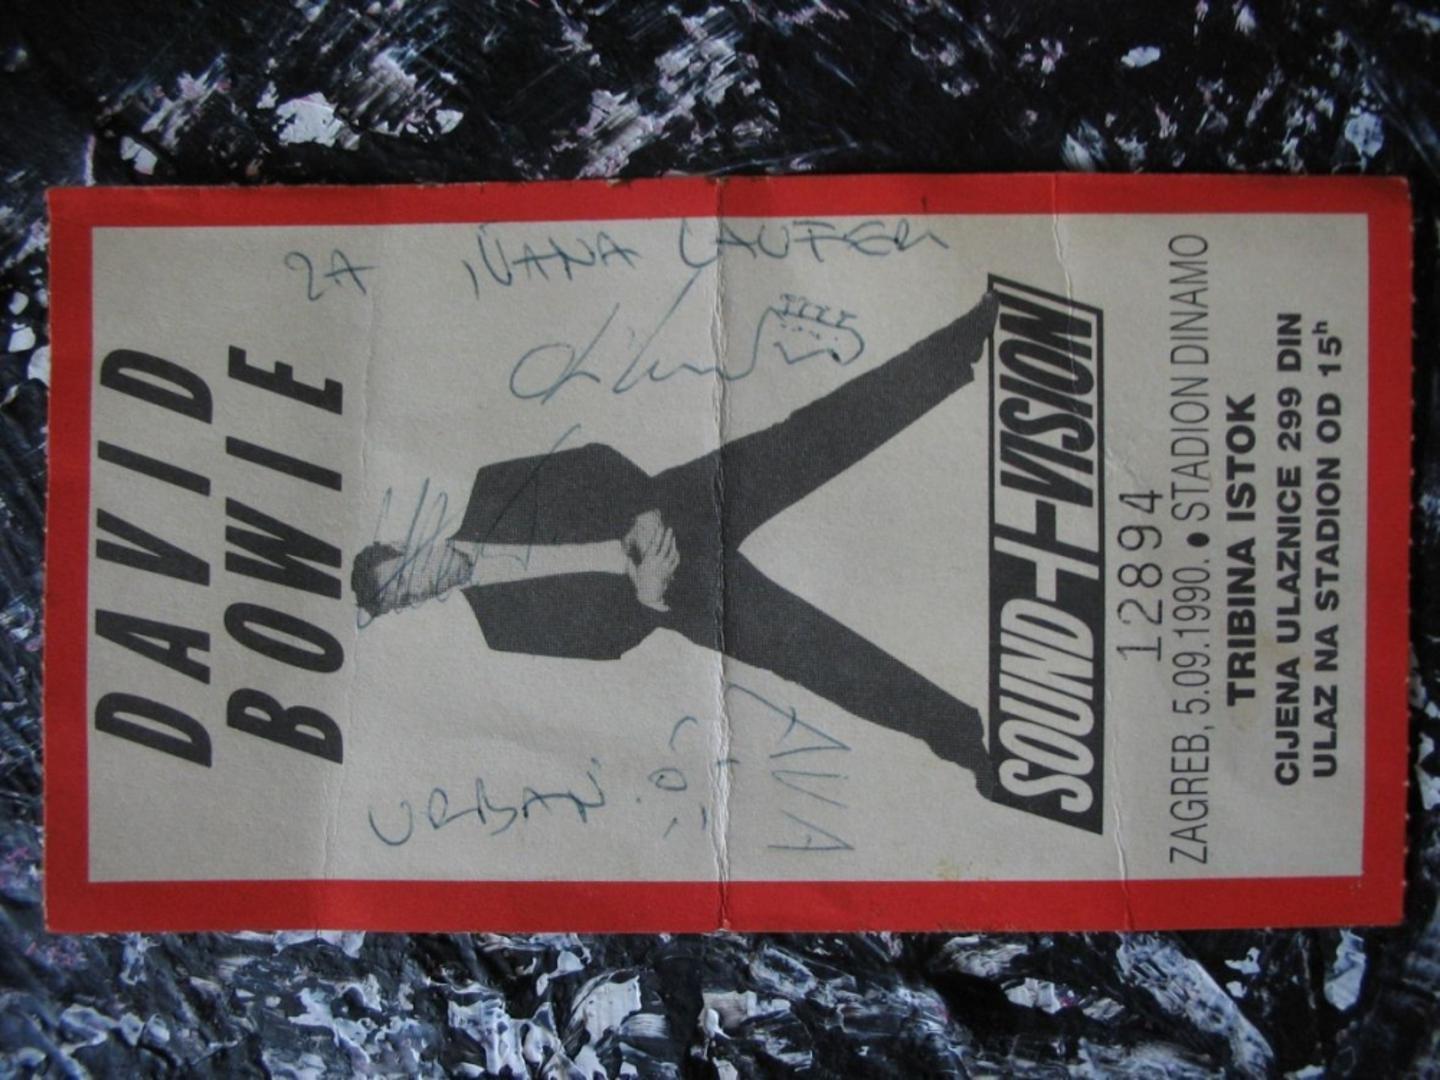 DAVID
BOWIE
ZA IVANA LAUFER
URBAN
SOUND+VISION
12894
ZAGREB, 5.09.1990. • STADION DINAMO
TRIBINA ISTOK
CIJENA ULAZNICE 299 DIN
ULAZ NA STADION OD 15h